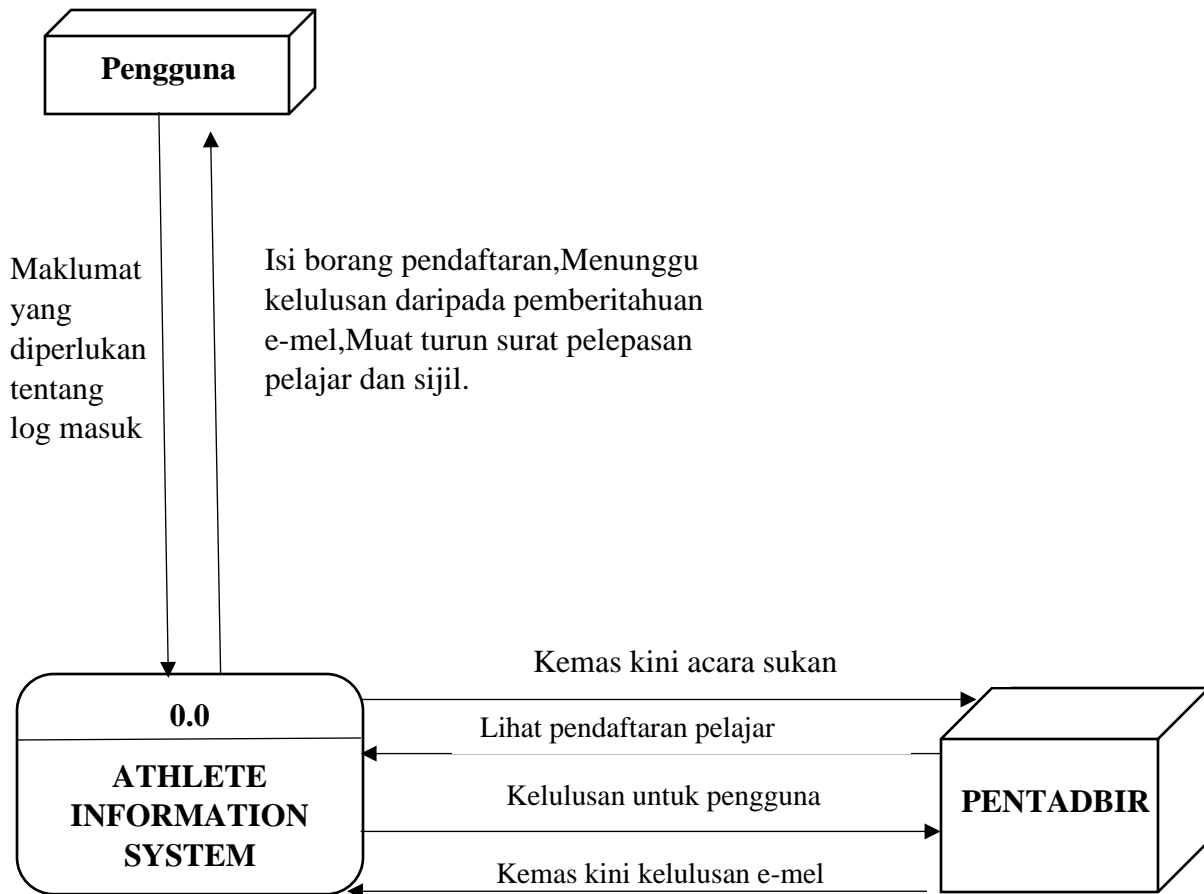 Pengguna
Maklumat
yang
diperlukan
tentang
log masuk
Isi borang pendaftaran,Menunggu
kelulusan daripada pemberitahuan
e-mel,Muat turun surat pelepasan
pelajar dan sijil.
Kemas kini acara sukan
0.0
Lihat pendaftaran pelajar
ATHLETE
INFORMATION
SYSTEM
Kelulusan untuk pengguna
PENTADBIR
Kemas kini kelulusan e-mel